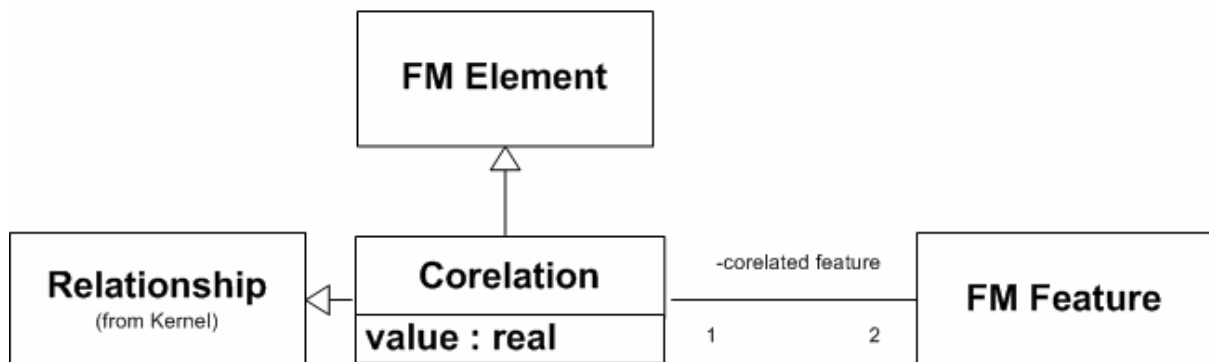 FM Element
Relationship
(from Kernel)
Corelation
value : real
-corelated feature
1
2
FM Feature